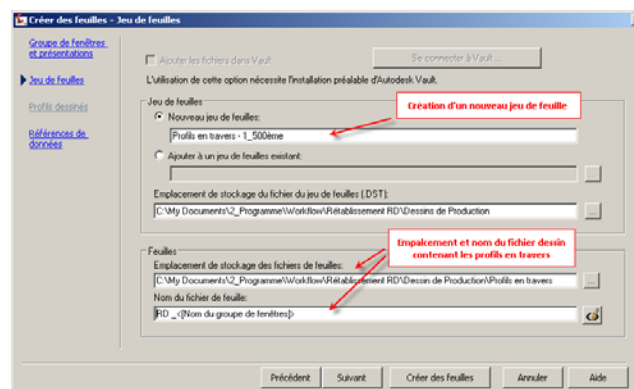 Créer des feuilles - Jeu de feuilles
Groupe de fenêtres
et présentations
Jeu de feuilles
Profils dessinés
Références de
données
Ajouter les fichiers dans Vault
Se connecter à Vault ...
L'utilisation de cette option nécessite l'installation préalable d'Autodesk Vault.
Jeu de feuilles
Nouveau jeu de feuilles:
Création d'un nouveau jeu de feuille
Profils en travers - 1_500ème
Ajouter à un jeu de feuilles existant:
...
Emplacement de stockage du fichier du jeu de feuilles (.DST):
C:\My Documents\2_Programme\Workflow\Rétablissement RD\Dessins de Production
...
Empalcement et nom du fichier dessin
contenant les profils en travers
Feuilles
Emplacement de stockage des fichiers de feuilles:
C:\My Documents\2_Programme\Workflow\Rétablissement RD\Dessin de Production\Profils en travers
...
Nom du fichier de feuille:
RD _<[Nom du groupe de fenêtres]>
Précédent
Suivant
Créer des feuilles
Annuler
Aide